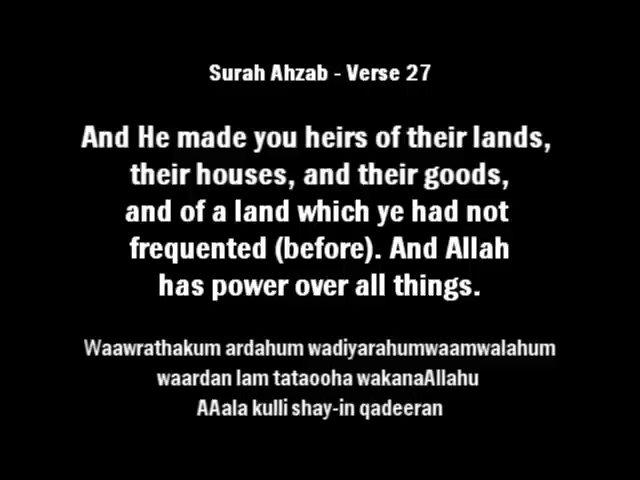 Surah Ahzab - Verse 27
And He made you heirs of their lands,
their houses, and their goods,
and of a land which ye had not
frequented (before). And Allah
has power over all things.
Waawrathakum ardahum wadiyarahumwaamwalahum
waardan lam tataooha wakanaAllahu
AAala kulli shay-in qadeeran